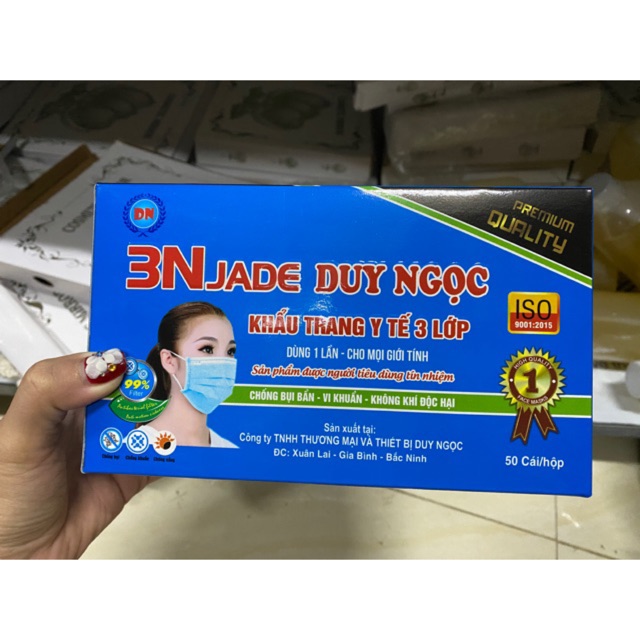 DN
PREMIUM
QUALITY
3NJADE DUY NGỌC
KHẨU TRANG Y TẾ 3 LỚP
ISO
9001:2015
DÙNG 1 LẦN - CHO MỌI GIỚI TÍNH
Sản phẩm được người tiêu dùng tín nhiệm
HIGH QUALITY
1
FACE MASKS
99%
Filter
CHỐNG BỤI BẨN - VI KHUẨN - KHÔNG KHÍ ĐỘC HẠI
Sản xuất tại:
Công ty TNHH THƯƠNG MẠI VÀ THIẾT BỊ DUY NGỌC
ĐC: Xuân Lai - Gia Bình - Bắc Ninh
50 Cái/hộp